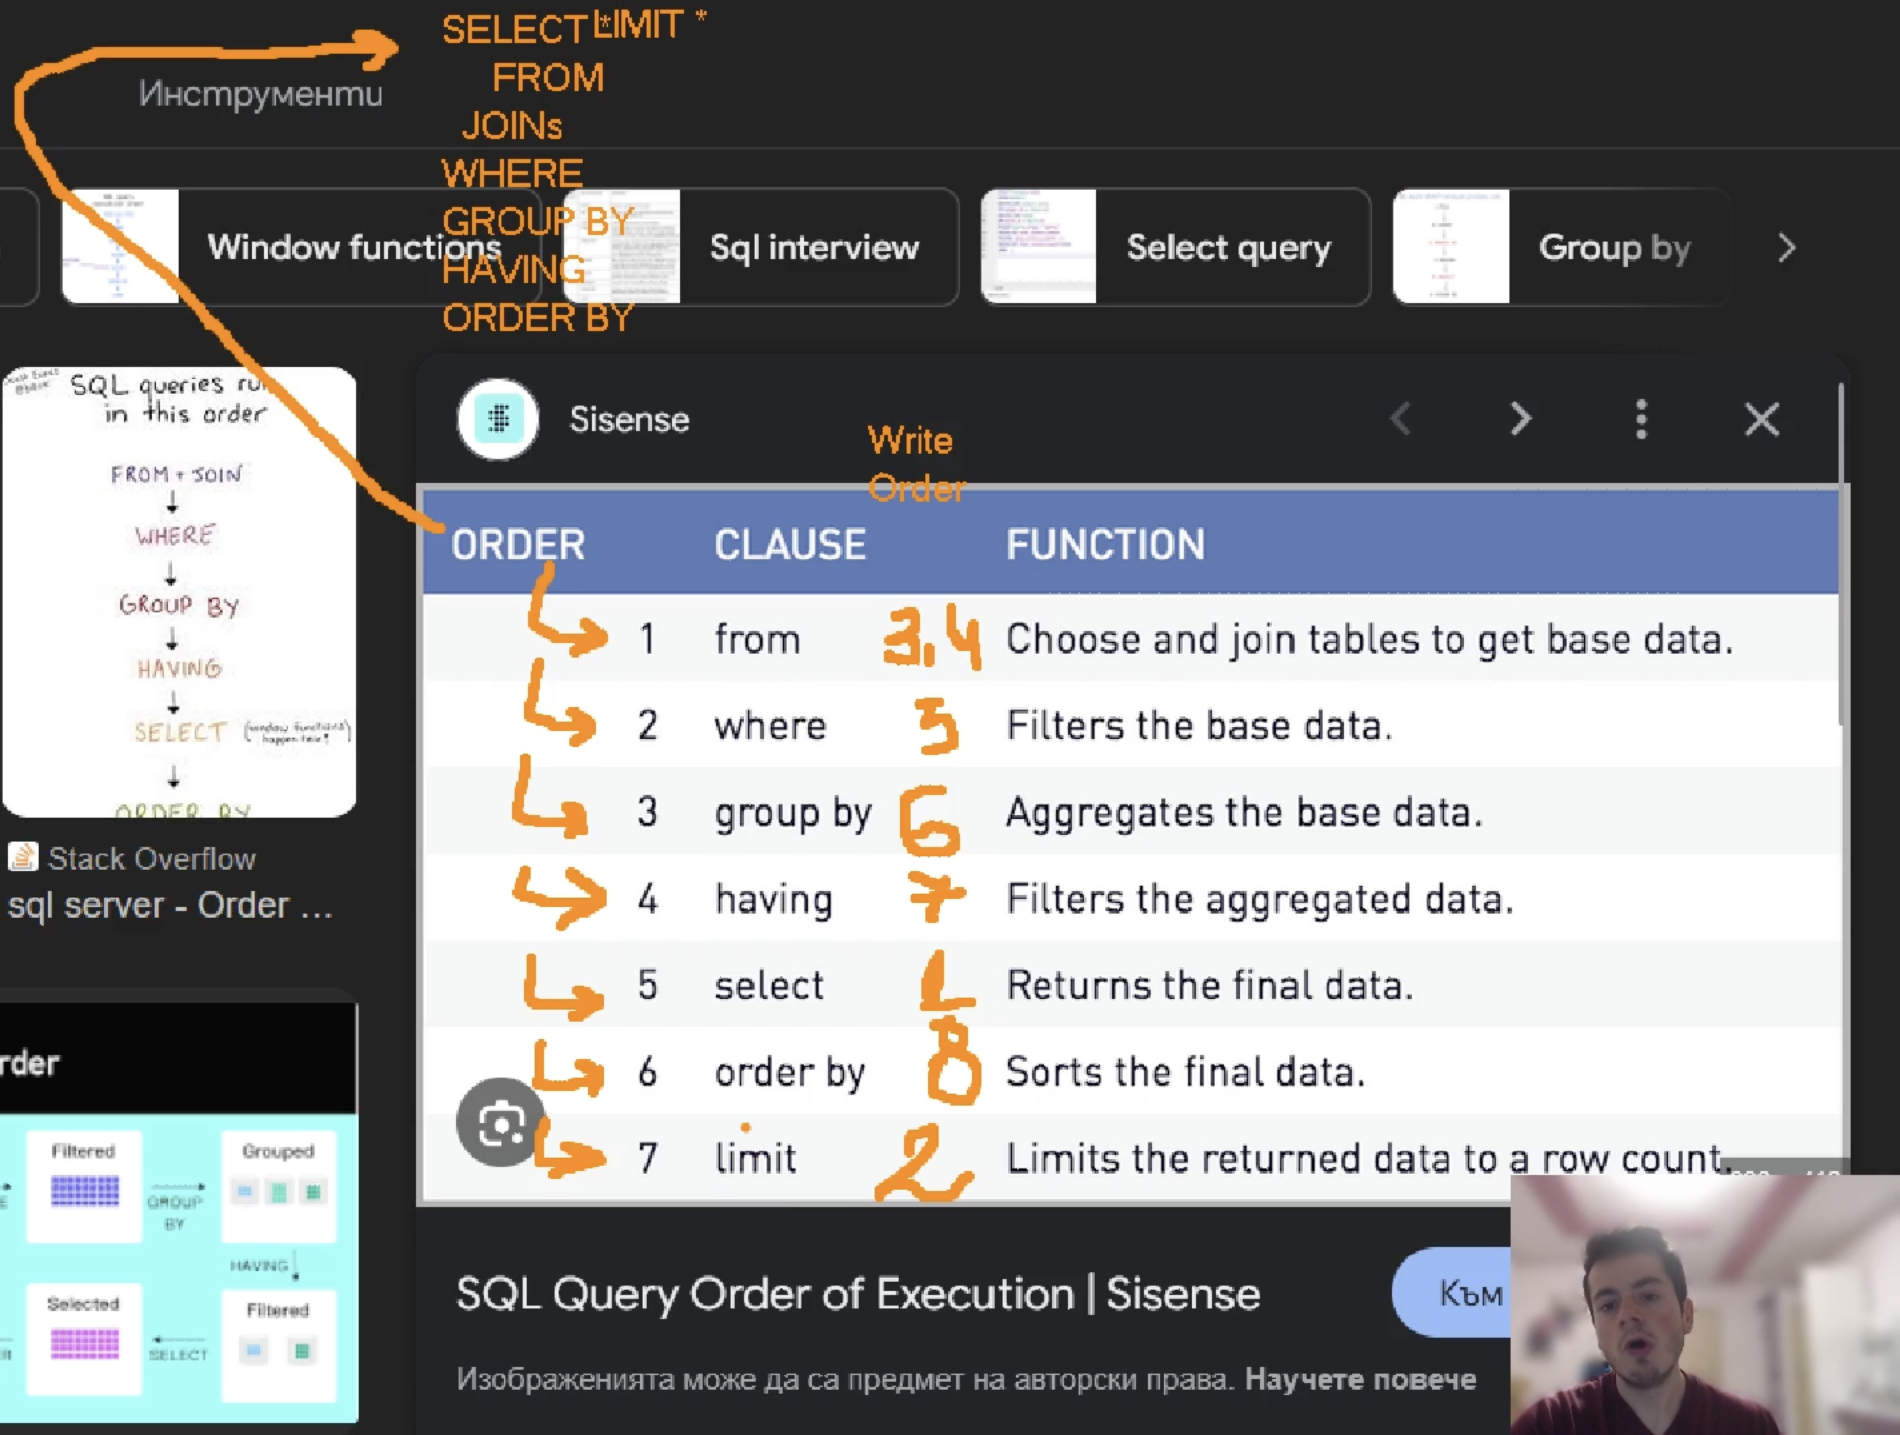 SELECT * LIMIT *
FROM
JOINs
WHERE
GROUP BY
HAVING
ORDER BY
Инструменти
Window functions
Sql interview
Select query
Group by
SQL queries run
in this order
FROM + JOIN
WHERE
GROUP BY
HAVING
SELECT (window functions
happen here!)
ORDER BY
Stack Overflow
sql server - Order ...
Sisense
Write
Order
ORDER CLAUSE FUNCTION
1 from 3,4 Choose and join tables to get base data.
2 where 5 Filters the base data.
3 group by 6 Aggregates the base data.
4 having 7 Filters the aggregated data.
5 select 1 Returns the final data.
6 order by 8 Sorts the final data.
7 limit 2 Limits the returned data to a row count.
rder
Filtered
Grouped
GROUP
BY
HAVING
Selected
Filtered
SELECT
SQL Query Order of Execution | Sisense
Към
Изображенията може да са предмет на авторски права. Научете повече